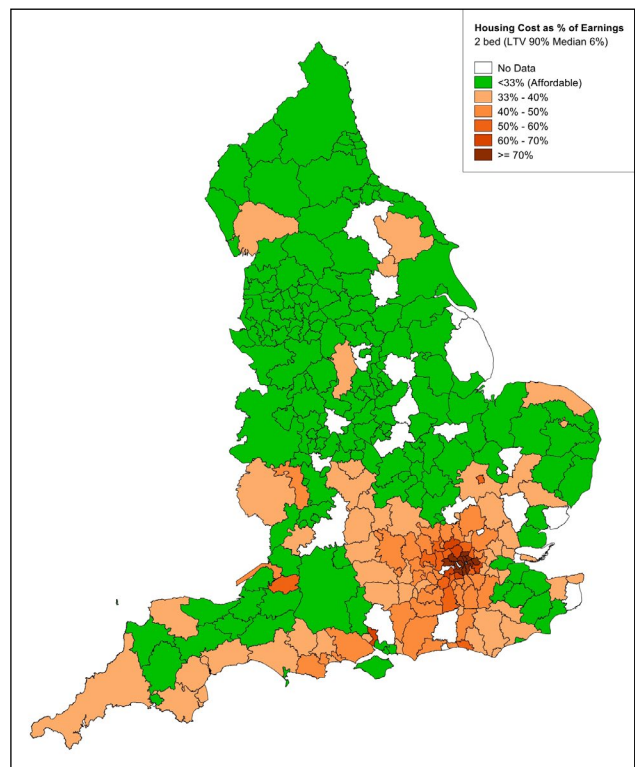 Housing Cost as % of Earnings
2 bed (LTV 90% Median 6%)
No Data
<33% (Affordable)
33% - 40%
40% - 50%
50% - 60%
60% - 70%
>= 70%